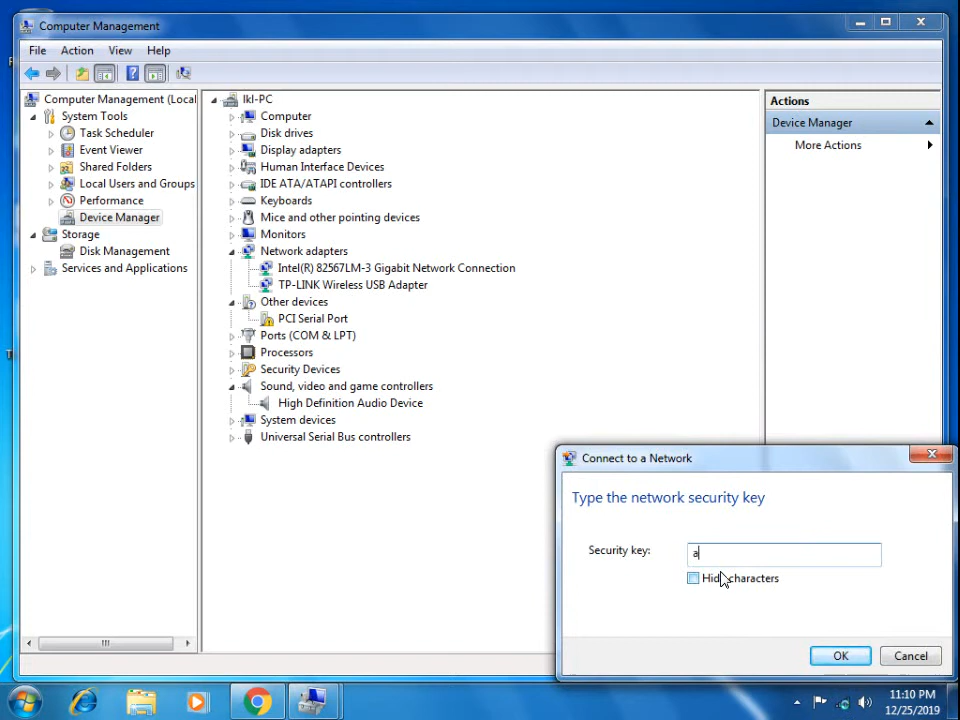 Computer Management
File Action View Help
Computer Management (Local
System Tools
Task Scheduler
Event Viewer
Shared Folders
Local Users and Groups
Performance
Device Manager
Storage
Disk Management
Services and Applications
lkl-PC
Computer
Disk drives
Display adapters
Human Interface Devices
IDE ATA/ATAPI controllers
Keyboards
Mice and other pointing devices
Monitors
Network adapters
Intel(R) 82567LM-3 Gigabit Network Connection
TP-LINK Wireless USB Adapter
Other devices
PCI Serial Port
Ports (COM & LPT)
Processors
Security Devices
Sound, video and game controllers
High Definition Audio Device
System devices
Universal Serial Bus controllers
Actions
Device Manager
More Actions
Connect to a Network
Type the network security key
Security key: a
Hide characters
OK Cancel
11:10 PM
12/25/2019